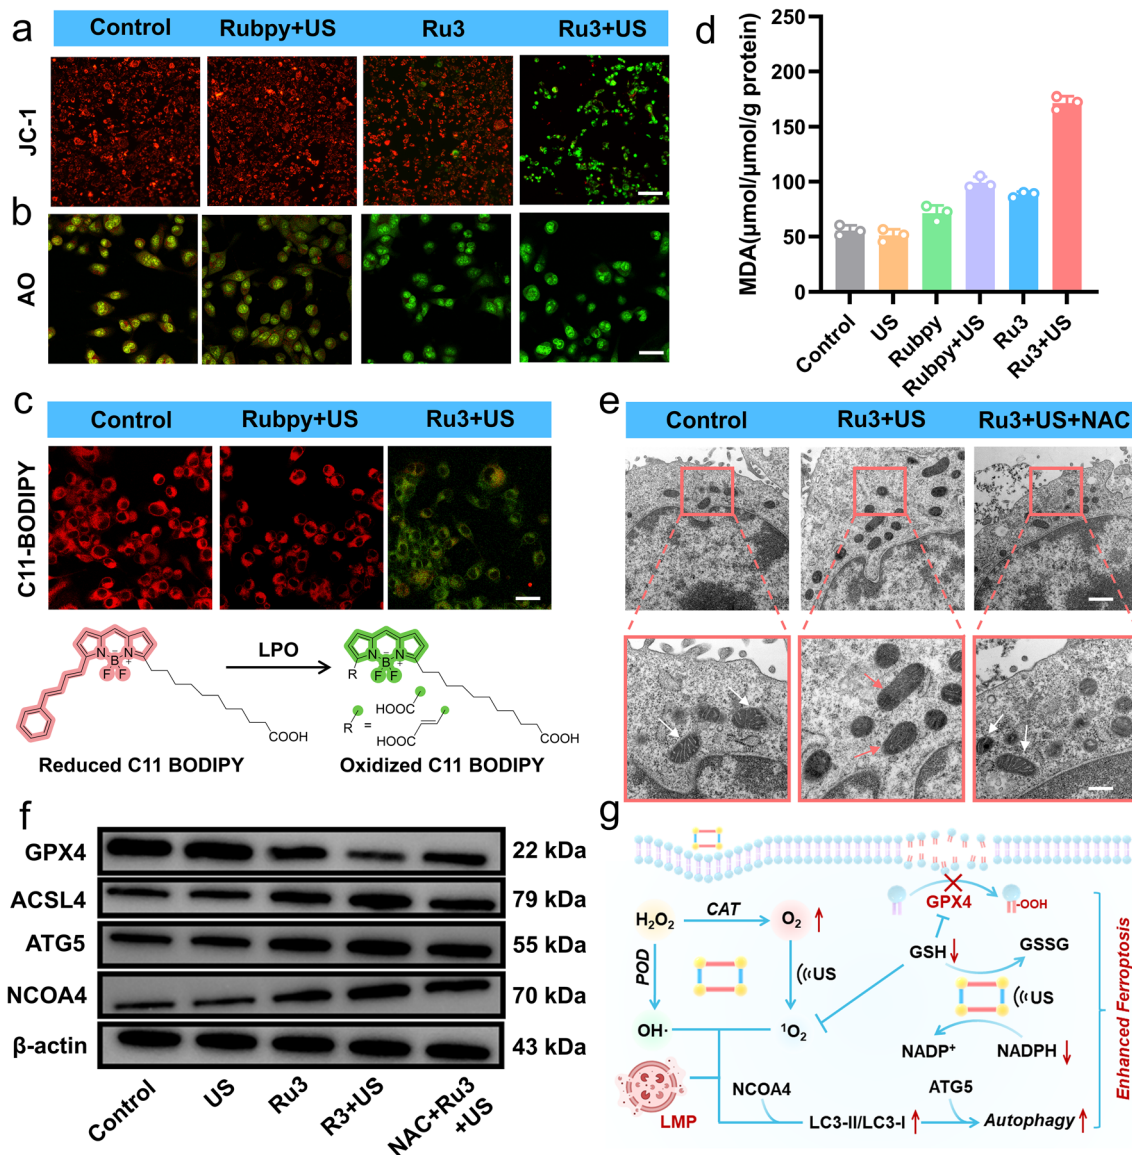 a
Control Rubpy+US Ru3 Ru3+US
JC-1
b
AO
d
MDA(μmol/μmol/g protein)
250
200
150
100
50
0
Control
US
Rubpy
Rubpy+US
Ru3
Ru3+US
c
Control Rubpy+US Ru3+US
C11-BODIPY
N B N
- +
F F
COOH
Reduced C11 BODIPY
LPO
R
N B N
- +
F F
R =
HOOC
HOOC
COOH
Oxidized C11 BODIPY
e
Control Ru3+US Ru3+US+NAC
f
GPX4 22 kDa
ACSL4 79 kDa
ATG5 55 kDa
NCOA4 70 kDa
β-actin 43 kDa
Control
US
Ru3
R3+US
NAC+Ru3
+US
g
GPX4
-OOH
H₂O₂ CAT O₂
GSH GSSG
POD
US
US
OH· ¹O₂
NADP⁺ NADPH
NCOA4 ATG5
LMP
LC3-II/LC3-I Autophagy
Enhanced Ferroptosis